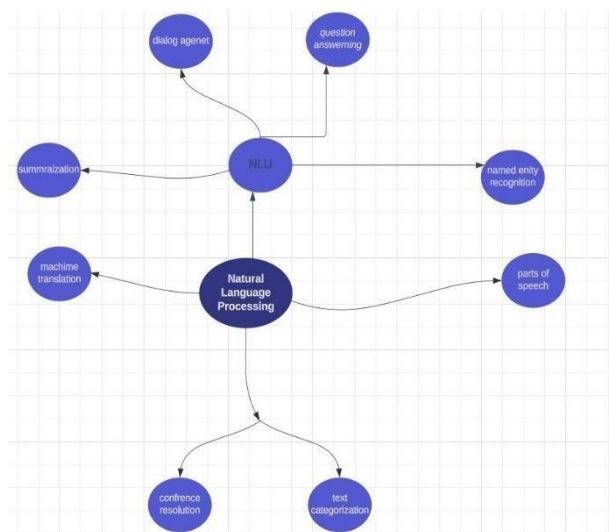 dialog agenet
question
answerning
NLU
summraization
named enity
recognition
machime
translation
Natural
Language
Processing
parts of
speech
confrence
resolution
text
categorization